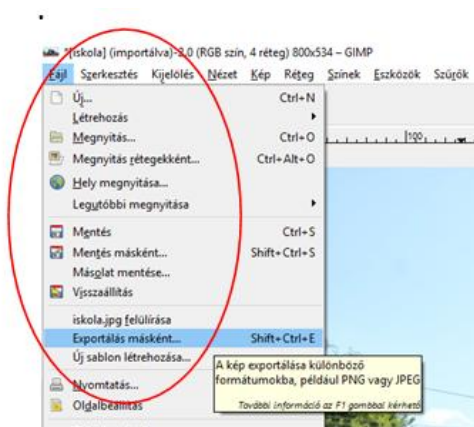 *[iskola] (importálva)-2.0 (RGB szín, 4 réteg) 800x534 – GIMP
Fájl Szerkesztés Kijelölés Nézet Kép Réteg Színek Eszközök Szűrők
Új... Ctrl+N
Létrehozás
Megnyitás... Ctrl+O
100
Megnyitás rétegekként... Ctrl+Alt+O
Hely megnyitása...
Legutóbbi megnyitása
Mentés Ctrl+S
Mentés másként... Shift+Ctrl+S
Másolat mentése...
Visszaállítás
iskola.jpg felülírása
Exportálás másként... Shift+Ctrl+E
Új sablon létrehozása...
A kép exportálása különböző
formátumokba, például PNG vagy JPEG
Nyomtatás...
Oldalbeállítás
További információ az F1 gombbal kérhető